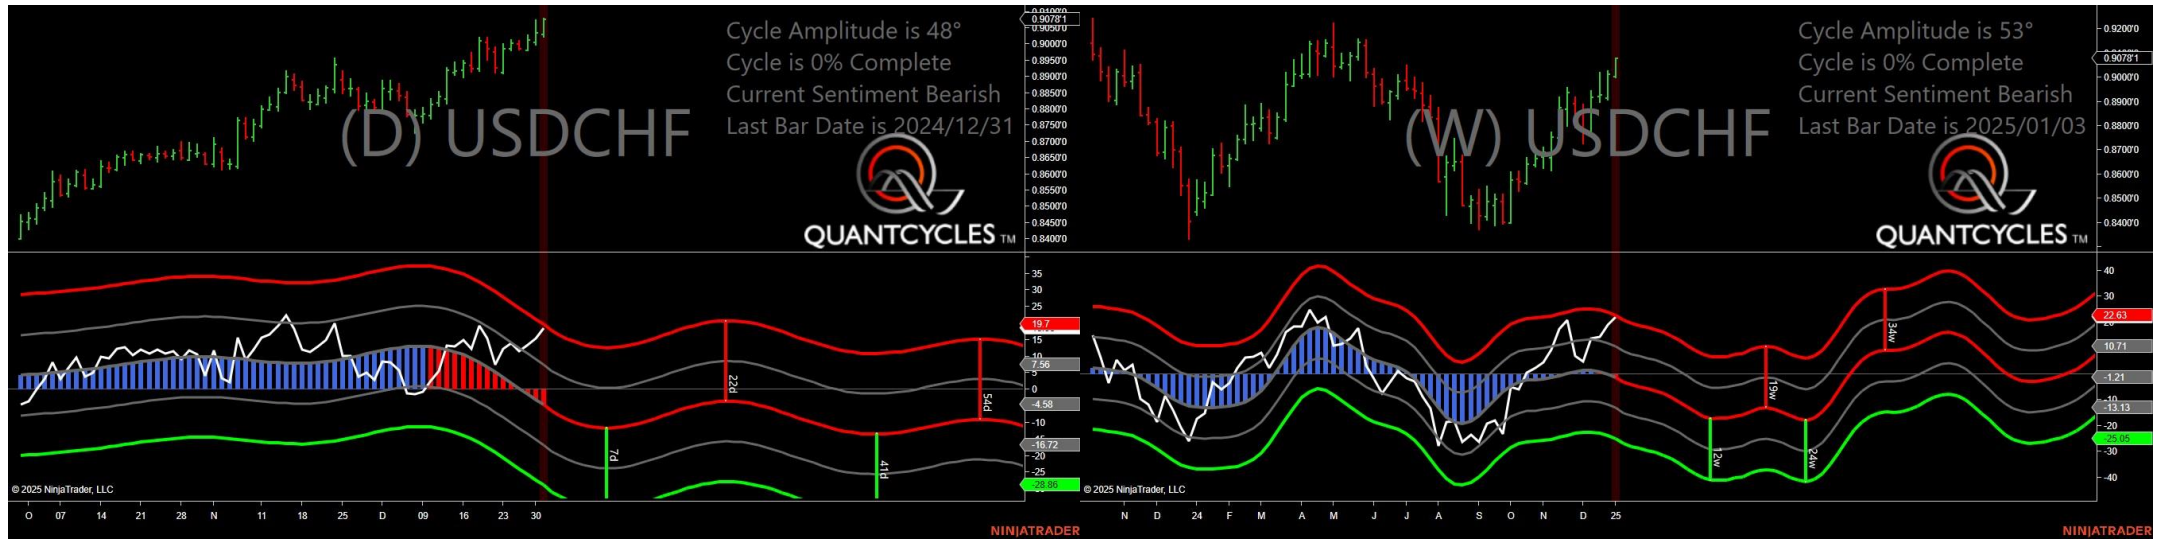 0.9100'0
0.9078'1
0.9050'0
0.9000'0
0.8950'0
0.8900'0
0.8850'0
0.8800'0
0.8750'0
0.8700'0
0.8650'0
0.8600'0
0.8550'0
0.8500'0
0.8450'0
0.8400'0
Cycle Amplitude is 48°
Cycle is 0% Complete
Current Sentiment Bearish
Last Bar Date is 2024/12/31
(D) USDCHF
QUANTCYCLES TM
35
30
25
19.7
15
10
7.56
5
0
-4.58
-10
-16.72
-20
-25
-28.86
7d
22d
41d
54d
© 2025 NinjaTrader, LLC
O 07 14 21 28 N 11 18 25 D 09 16 23 30
NINJATRADER
0.9200'0
0.9078'1
0.9000'0
0.8900'0
0.8800'0
0.8700'0
0.8600'0
0.8500'0
0.8400'0
Cycle Amplitude is 53°
Cycle is 0% Complete
Current Sentiment Bearish
Last Bar Date is 2025/01/03
(W) USDCHF
QUANTCYCLES TM
40
30
22.63
10.71
-1.21
-13.13
-20
-25.05
-30
-40
12w
19w
24w
34w
© 2025 NinjaTrader, LLC
N D 24 F M A M J J A S O N D 25
NINJATRADER